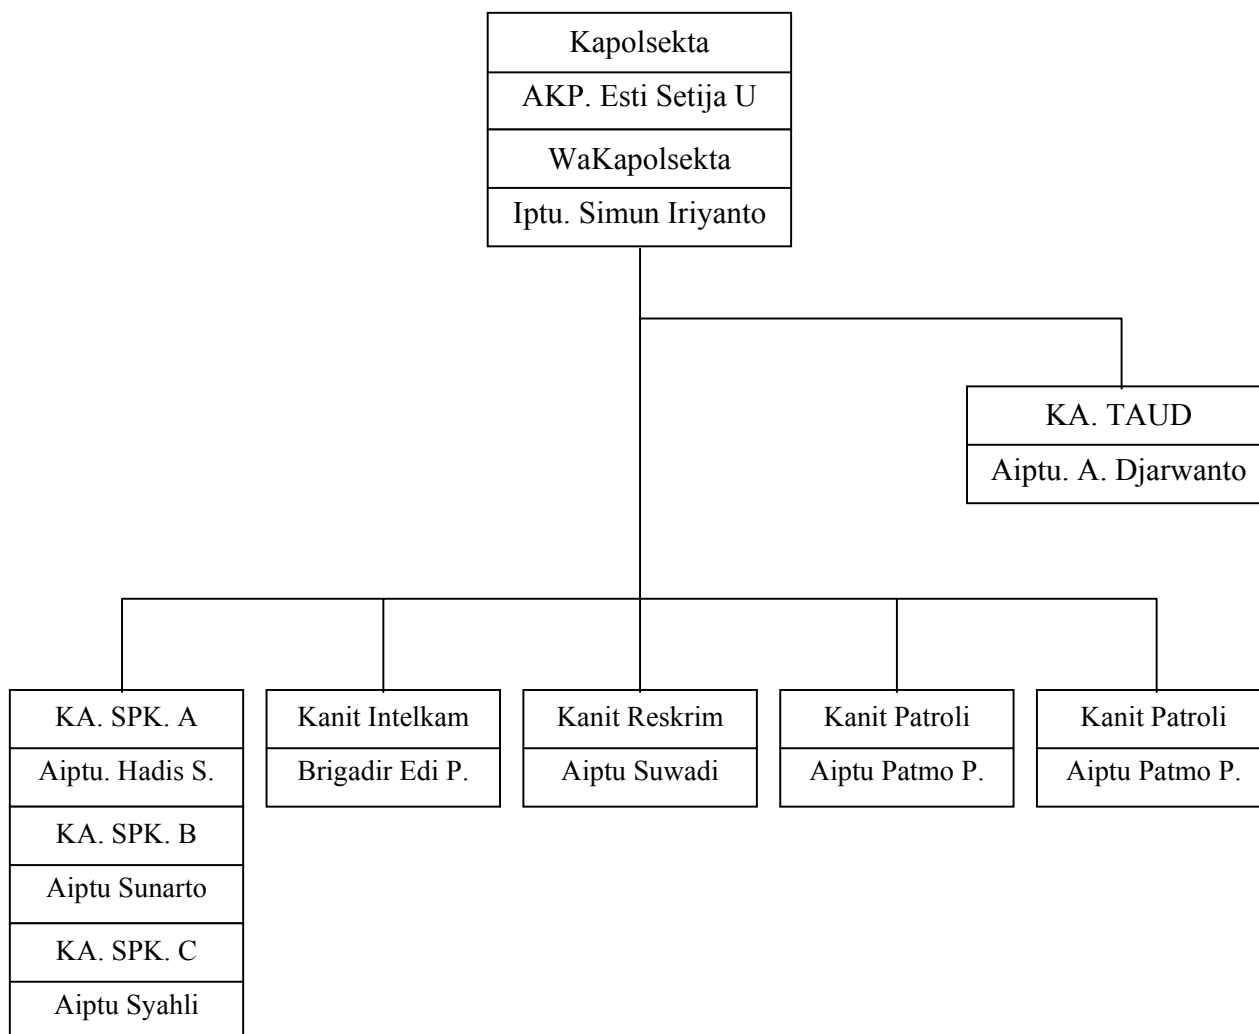 Kapolsekta
AKP. Esti Setija U
WaKapolsekta
Iptu. Simun Iriyanto
KA. TAUD
Aiptu. A. Djarwanto
KA. SPK. A
Aiptu. Hadis S.
KA. SPK. B
Aiptu Sunarto
KA. SPK. C
Aiptu Syahli
Kanit Intelkam
Brigadir Edi P.
Kanit Reskrim
Aiptu Suwadi
Kanit Patroli
Aiptu Patmo P.
Kanit Patroli
Aiptu Patmo P.